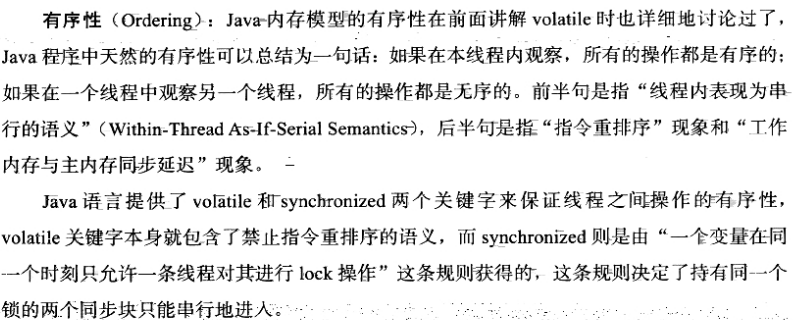 有序性（Ordering）：Java 内存模型的有序性在前面讲解 volatile 时也详细地讨论过了，
Java 程序中天然的有序性可以总结为一句话：如果在本线程内观察，所有的操作都是有序的；
如果在一个线程中观察另一个线程，所有的操作都是无序的。前半句是指“线程内表现为串
行的语义”（Within-Thread As-If-Serial Semantics），后半句是指“指令重排序”现象和“工作
内存与主内存同步延迟”现象。
Java 语言提供了 volatile 和 synchronized 两个关键字来保证线程之间操作的有序性，
volatile 关键字本身就包含了禁止指令重排序的语义，而 synchronized 则是由“一个变量在同
一个时刻只允许一条线程对其进行 lock 操作”这条规则获得的，这条规则决定了持有同一个
锁的两个同步块只能串行地进入。